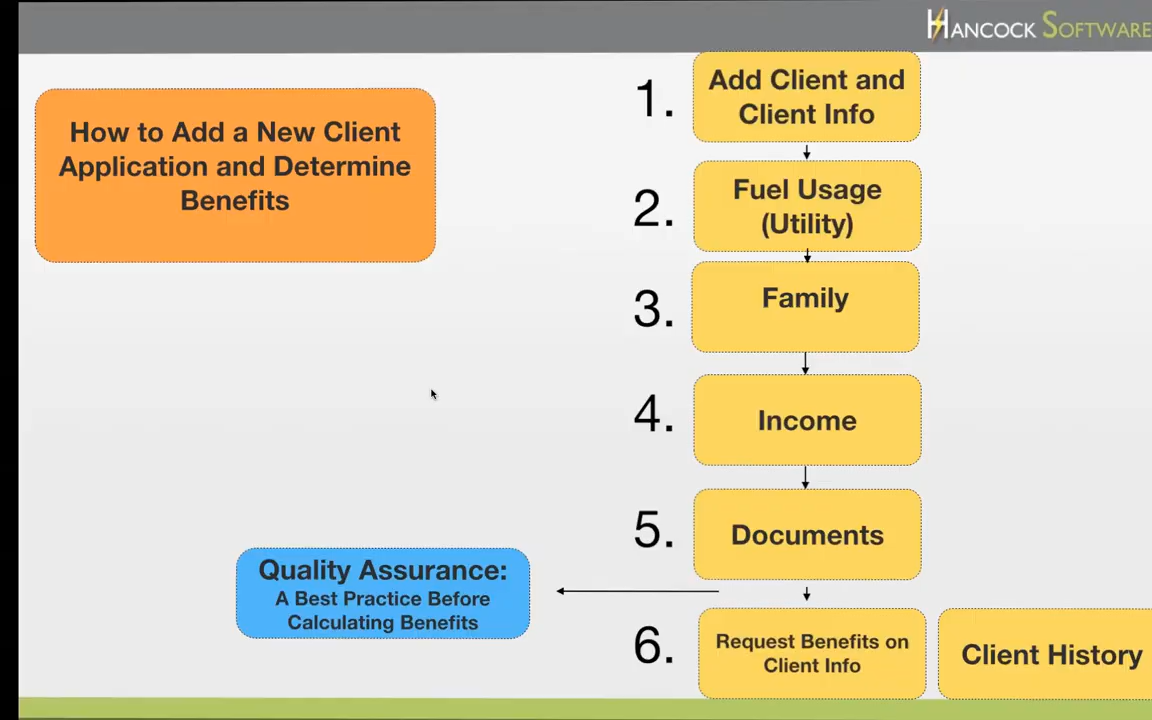 HANCOCK SOFTWARE
How to Add a New Client
Application and Determine
Benefits
1.
Add Client and
Client Info
2.
Fuel Usage
(Utility)
3.
Family
4.
Income
5.
Documents
Quality Assurance:
A Best Practice Before
Calculating Benefits
6.
Request Benefits on
Client Info
Client History